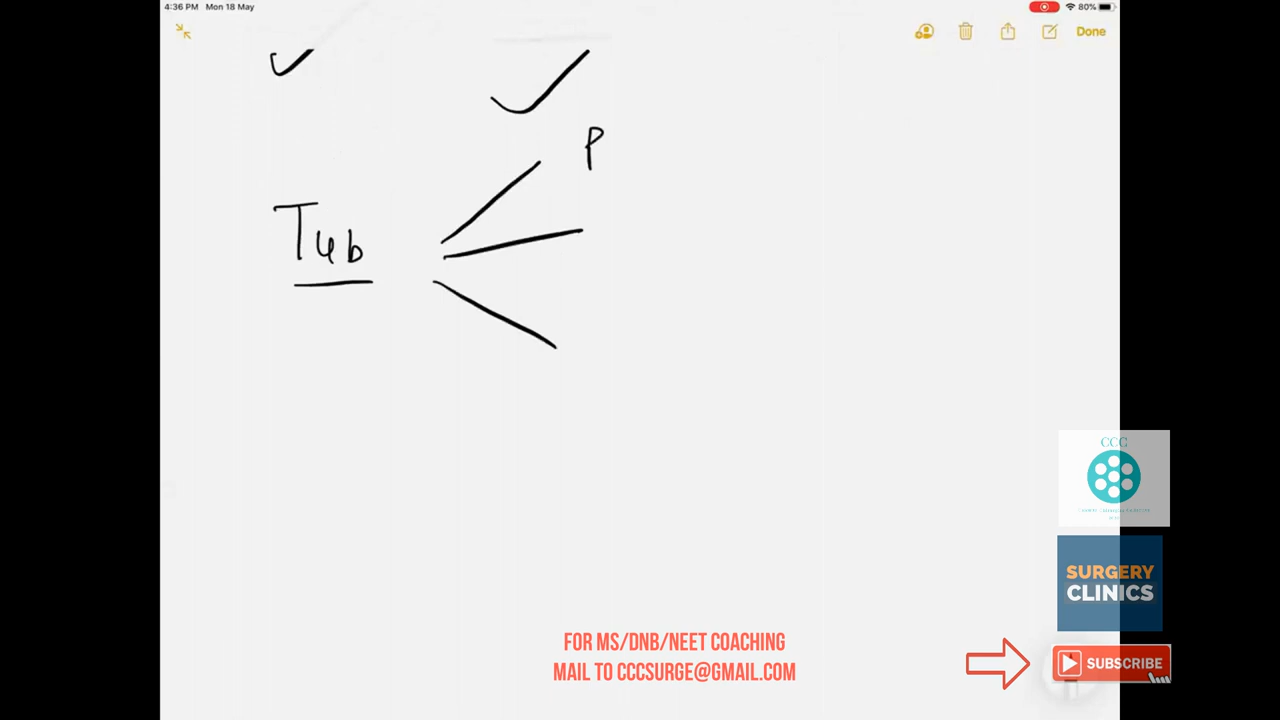 4:36 PM Mon 18 May
80%
Done
P
Tub
CCC
SURGERY
CLINICS
FOR MS/DNB/NEET COACHING
MAIL TO CCCSURGE@GMAIL.COM
SUBSCRIBE